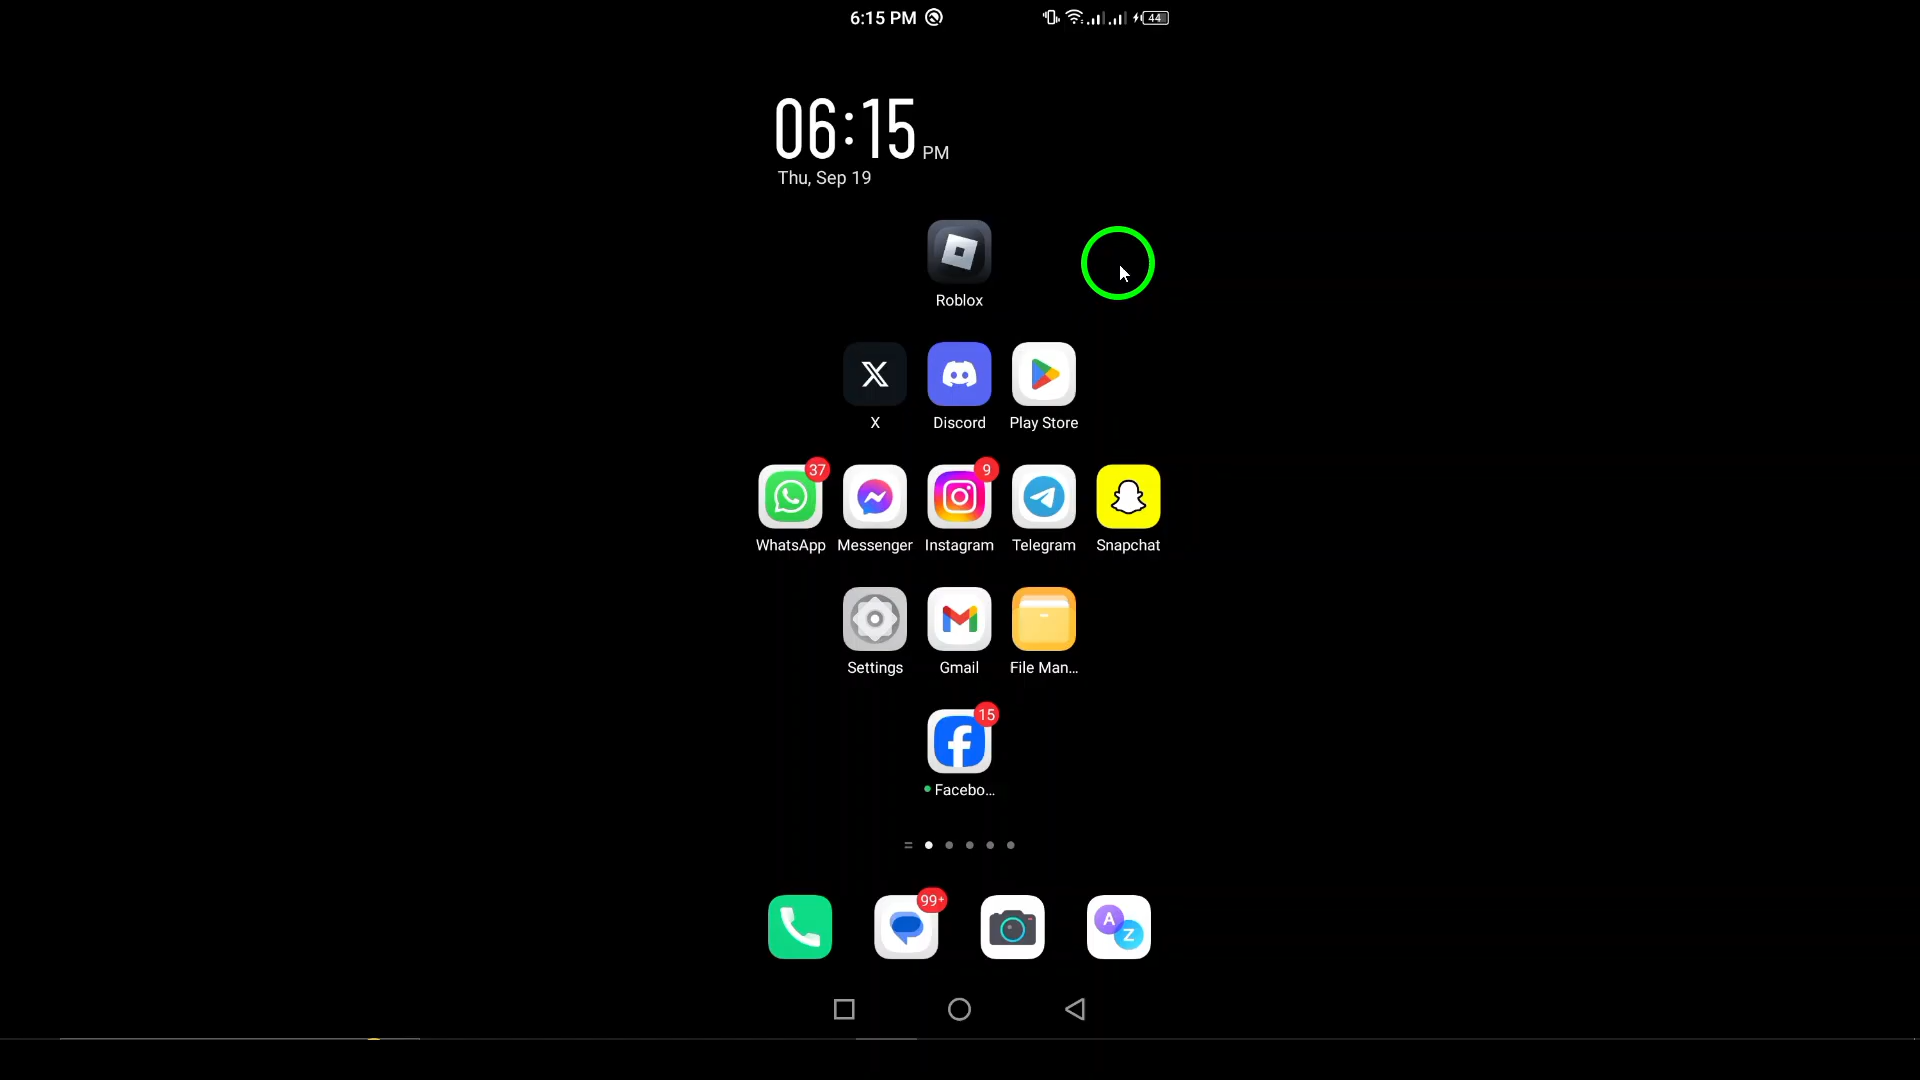 6:15 PM
44
06:15 PM
Thu, Sep 19
Roblox
X
Discord
Play Store
37
9
WhatsApp
Messenger
Instagram
Telegram
Snapchat
Settings
Gmail
File Man...
15
Facebo...
99+
A
Z